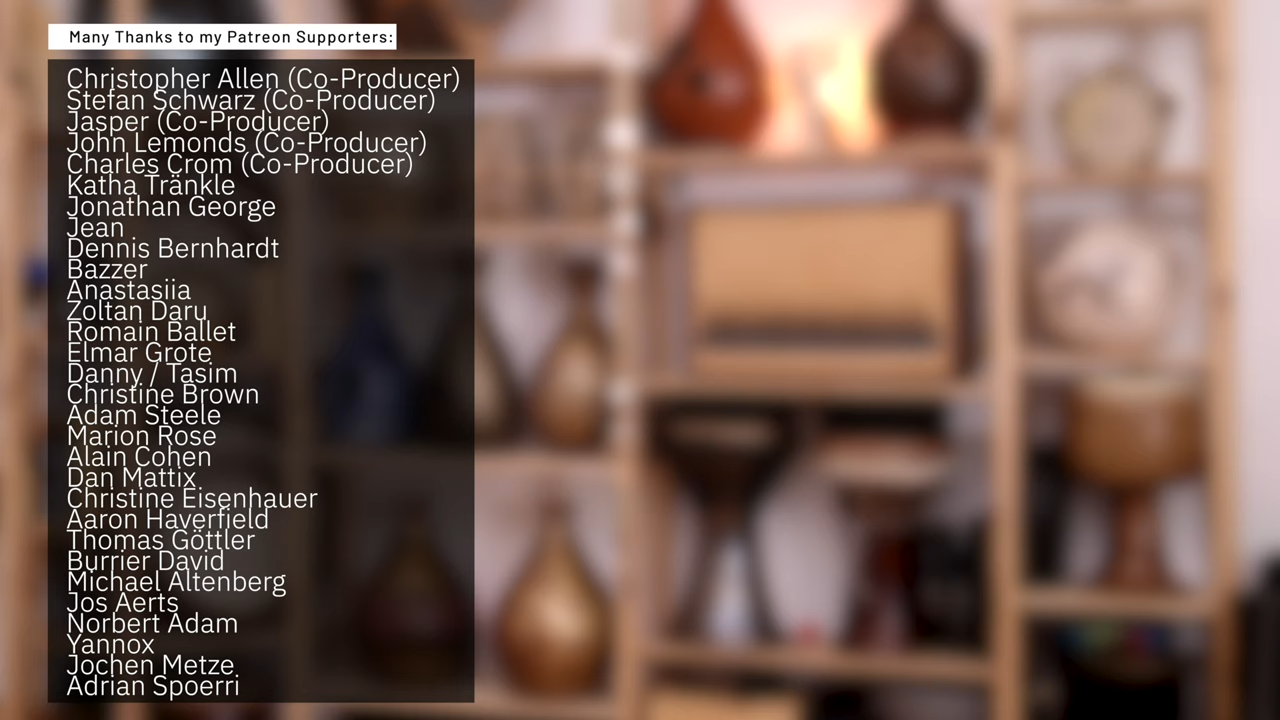 Many Thanks to my Patreon Supporters:
Christopher Allen (Co-Producer)
Stefan Schwarz (Co-Producer)
Jasper (Co-Producer)
John Lemonds (Co-Producer)
Charles Crom (Co-Producer)
Katha Tränkle
Jonathan George
Jean
Dennis Bernhardt
Bazzer
Anastasiia
Zoltan Daru
Romain Ballet
Elmar Grote
Danny / Tasim
Christine Brown
Adam Steele
Marion Rose
Alain Cohen
Dan Mattix
Christine Eisenhauer
Aaron Haverfield
Thomas Göttler
Burrier David
Michael Altenberg
Jos Aerts
Norbert Adam
Yannox
Jochen Metze
Adrian Spoerri